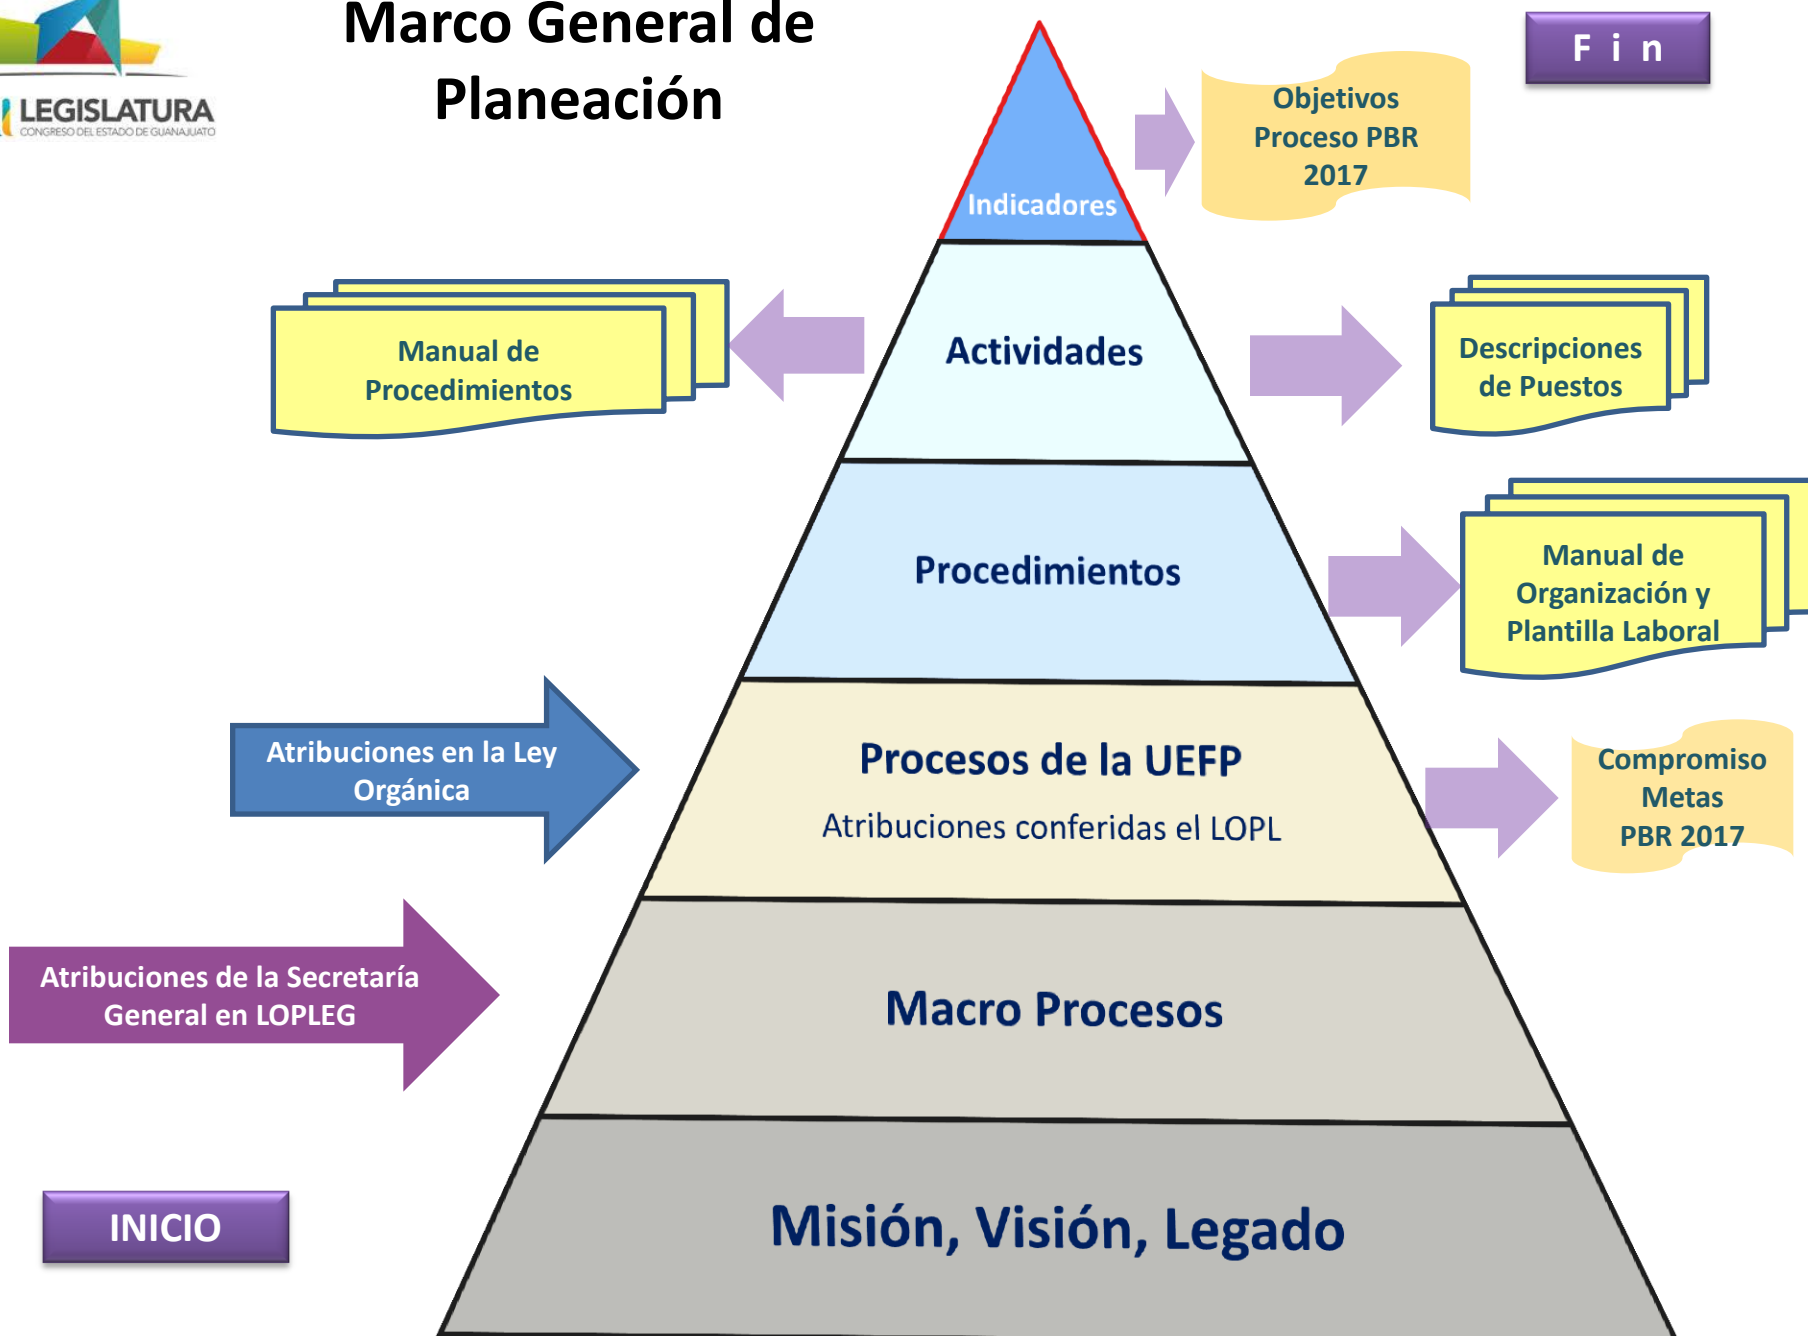 LEGISLATURA
CONGRESO DEL ESTADO DE GUANAJUATO
Marco General de
Planeación
F i n
Objetivos
Proceso PBR
2017
Indicadores
Manual de
Procedimientos
Actividades
Descripciones
de Puestos
Procedimientos
Manual de
Organización y
Plantilla Laboral
Atribuciones en la Ley
Orgánica
Procesos de la UEFP
Atribuciones conferidas el LOPL
Compromiso
Metas
PBR 2017
Atribuciones de la Secretaría
General en LOPLEG
Macro Procesos
INICIO
Misión, Visión, Legado